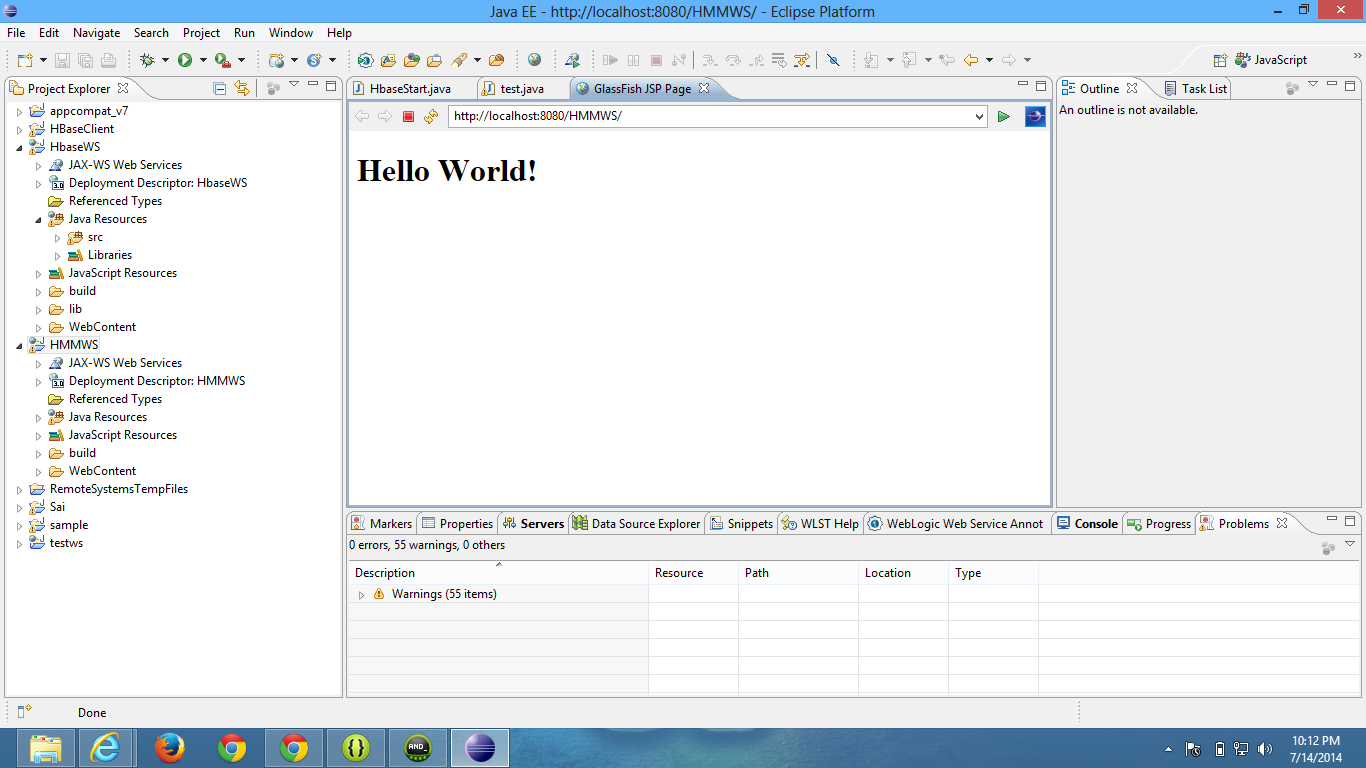 Java EE - http://localhost:8080/HMMWS/ - Eclipse Platform
File Edit Navigate Search Project Run Window Help
JavaScript
Project Explorer
appcompat_v7
HBaseClient
HbaseWS
JAX-WS Web Services
3.0 Deployment Descriptor: HbaseWS
Referenced Types
Java Resources
src
Libraries
JavaScript Resources
build
lib
WebContent
HMMWS
JAX-WS Web Services
3.0 Deployment Descriptor: HMMWS
Referenced Types
Java Resources
JavaScript Resources
build
WebContent
RemoteSystemsTempFiles
Sai
sample
testws
HbaseStart.java test.java GlassFish JSP Page
http://localhost:8080/HMMWS/
Hello World!
Outline Task List
An outline is not available.
Markers Properties Servers Data Source Explorer Snippets WLST Help WebLogic Web Service Annot Console Progress Problems
0 errors, 55 warnings, 0 others
Description Resource Path Location Type
Warnings (55 items)
Done
AND_
10:12 PM
7/14/2014